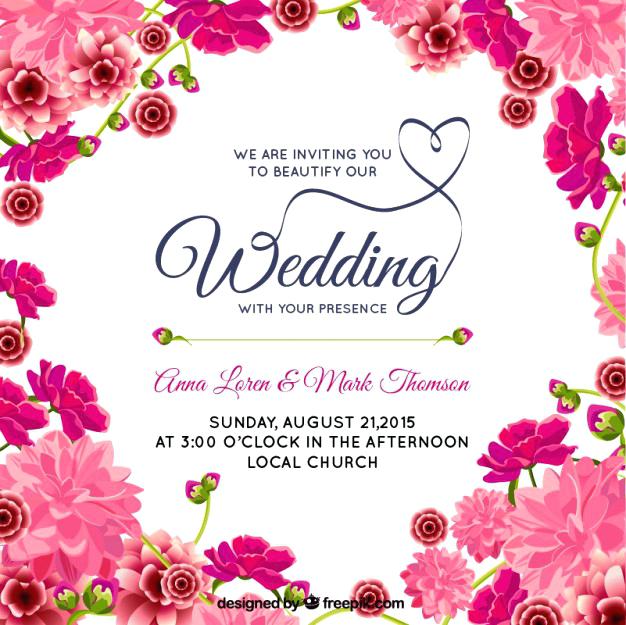 WE ARE INVITING YOU
TO BEAUTIFY OUR
Wedding
WITH YOUR PRESENCE
Anna Loren & Mark Thomson
SUNDAY, AUGUST 21,2015
AT 3:00 O'CLOCK IN THE AFTERNOON
LOCAL CHURCH
designed by freepik.com